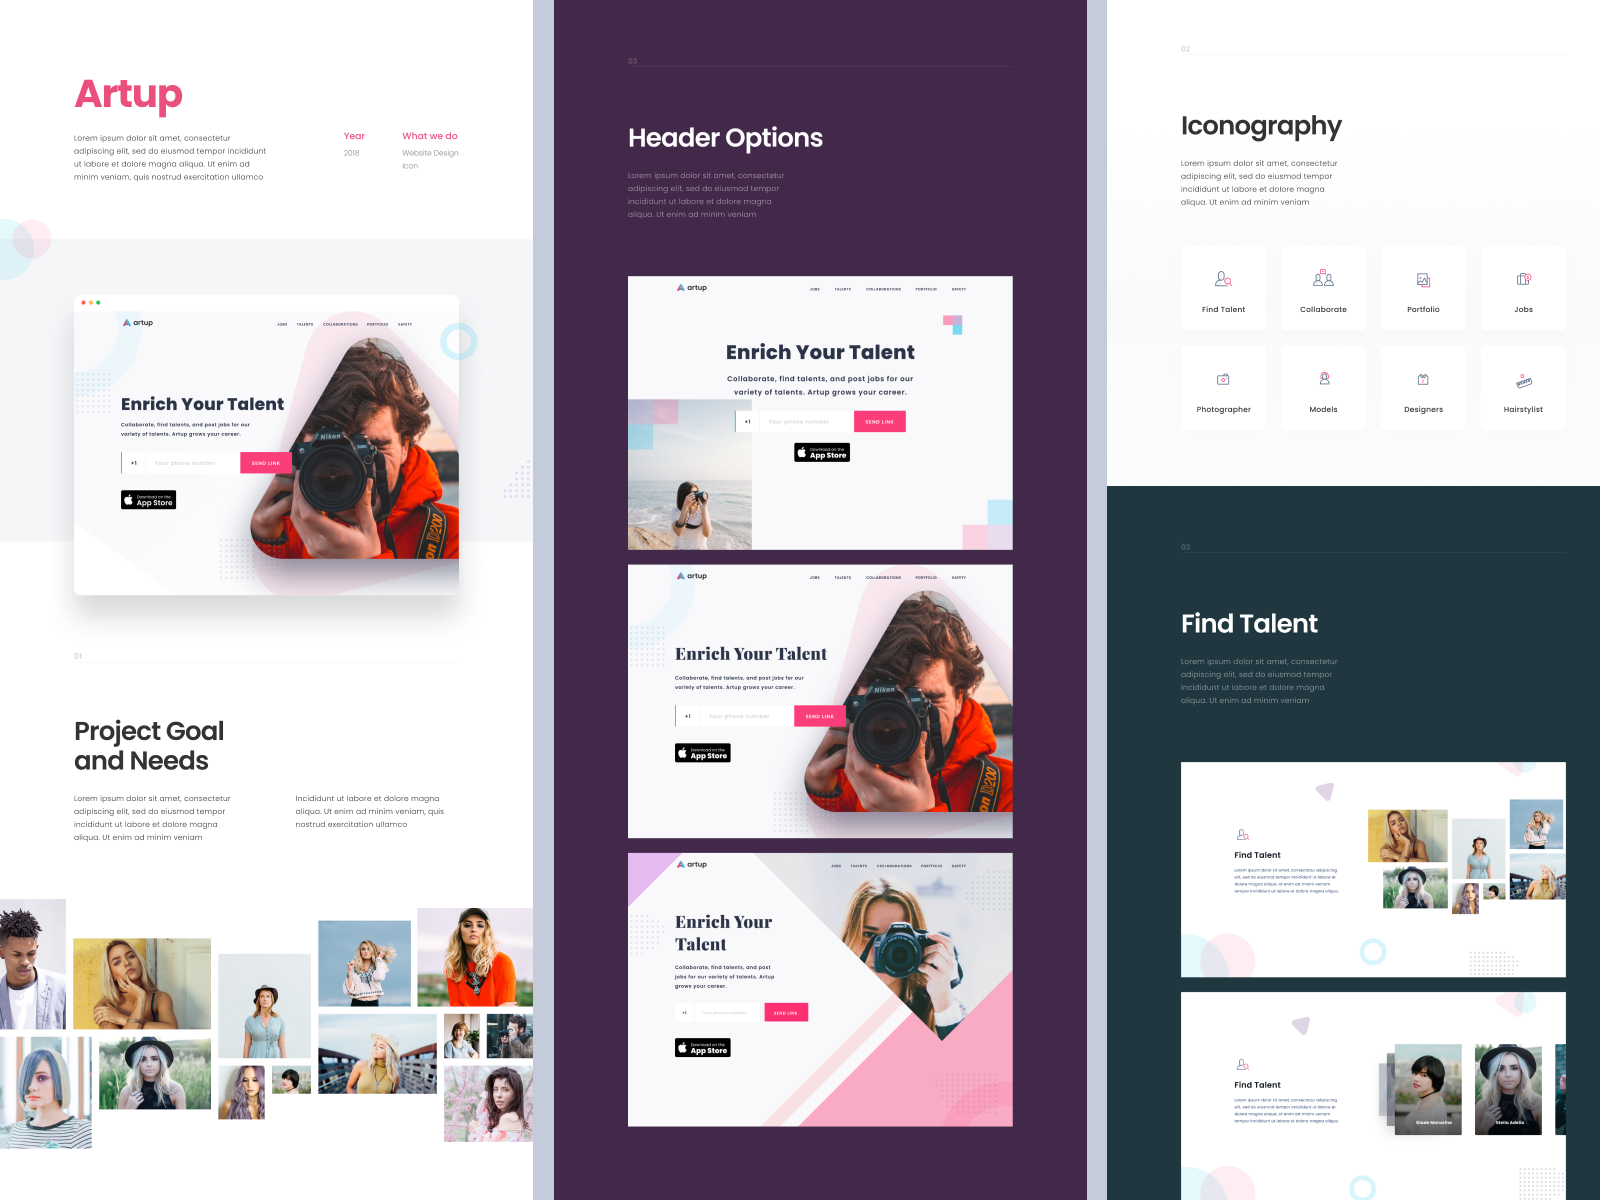 Artup
Lorem ipsum dolor sit amet, consectetur
adipiscing elit, sed do eiusmod tempor incididunt
ut labore et dolore magna aliqua. Ut enim ad
minim veniam, quis nostrud exercitation ullamco
Year
2018
What we do
Website Design
Icon
artup
JOBS TALENTS COLLABORATIONS PORTFOLIO SAFETY
Enrich Your Talent
Collaborate, find talents, and post jobs for our
variety of talents. Artup grows your career.
+1 Your phone number SEND LINK
Download on the
App Store
Nikon
D200
01
Project Goal
and Needs
Lorem ipsum dolor sit amet, consectetur
adipiscing elit, sed do eiusmod tempor
incididunt ut labore et dolore magna
aliqua. Ut enim ad minim veniam
Incididunt ut labore et dolore magna
aliqua. Ut enim ad minim veniam, quis
nostrud exercitation ullamco
03
Header Options
Lorem ipsum dolor sit amet, consectetur
adipiscing elit, sed do eiusmod tempor
incididunt ut labore et dolore magna
aliqua. Ut enim ad minim veniam
artup
JOBS TALENTS COLLABORATIONS PORTFOLIO SAFETY
Enrich Your Talent
Collaborate, find talents, and post jobs for our
variety of talents. Artup grows your career.
+1 Your phone number SEND LINK
Download on the
App Store
artup
JOBS TALENTS COLLABORATIONS PORTFOLIO SAFETY
Enrich Your Talent
Collaborate, find talents, and post jobs for our
variety of talents. Artup grows your career.
+1 Your phone number SEND LINK
Download on the
App Store
Nikon
D200
artup
JOBS TALENTS COLLABORATIONS PORTFOLIO SAFETY
Enrich Your
Talent
Collaborate, find talents, and post
jobs for our variety of talents. Artup
grows your career.
+1 Your phone number SEND LINK
Download on the
App Store
03
Iconography
Lorem ipsum dolor sit amet, consectetur
adipiscing elit, sed do eiusmod tempor
incididunt ut labore et dolore magna
aliqua. Ut enim ad minim veniam
Find Talent
Collaborate
Portfolio
Jobs
Photographer
Models
Designers
Hairstylist
03
Find Talent
Lorem ipsum dolor sit amet, consectetur
adipiscing elit, sed do eiusmod tempor
incididunt ut labore et dolore magna
aliqua. Ut enim ad minim veniam
Find Talent
Lorem ipsum dolor sit amet, consectetur adipiscing
elit, sed do eiusmod tempor incididunt ut labore et
dolore magna aliqua. Ut enim ad minim veniam
tempor incididunt ut labore et dolore magna.
Find Talent
Lorem ipsum dolor sit amet, consectetur adipiscing
elit, sed do eiusmod tempor incididunt ut labore et
dolore magna aliqua. Ut enim ad minim veniam
tempor incididunt ut labore et dolore magna.
Stella Adelia